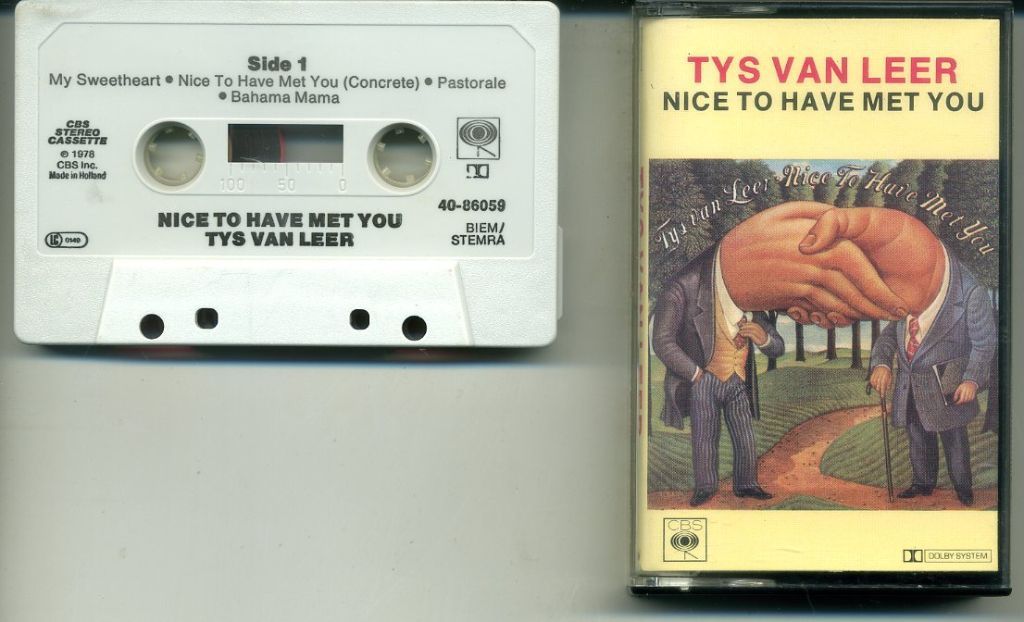 Side 1
My Sweetheart • Nice To Have Met You (Concrete) • Pastorale
• Bahama Mama
CBS
STEREO
CASSETTE
℗ 1978
CBS Inc.
Made in Holland
100 50 0
40-86059
BIEM/
STEMRA
LC 0149
NICE TO HAVE MET YOU
TYS VAN LEER
TYS VAN LEER
NICE TO HAVE MET YOU
Tys van Leer Nice To Have Met You
CBS
DOLBY SYSTEM